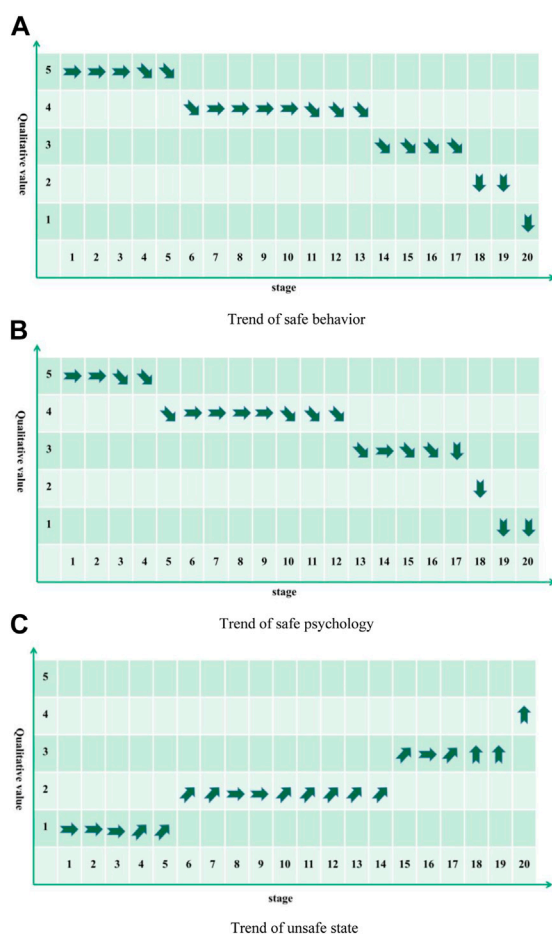 A
Qualitative value
5
4
3
2
1
1 2 3 4 5 6 7 8 9 10 11 12 13 14 15 16 17 18 19 20
stage
Trend of safe behavior
B
Qualitative value
5
4
3
2
1
1 2 3 4 5 6 7 8 9 10 11 12 13 14 15 16 17 18 19 20
stage
Trend of safe psychology
C
Qualitative value
5
4
3
2
1
1 2 3 4 5 6 7 8 9 10 11 12 13 14 15 16 17 18 19 20
stage
Trend of unsafe state